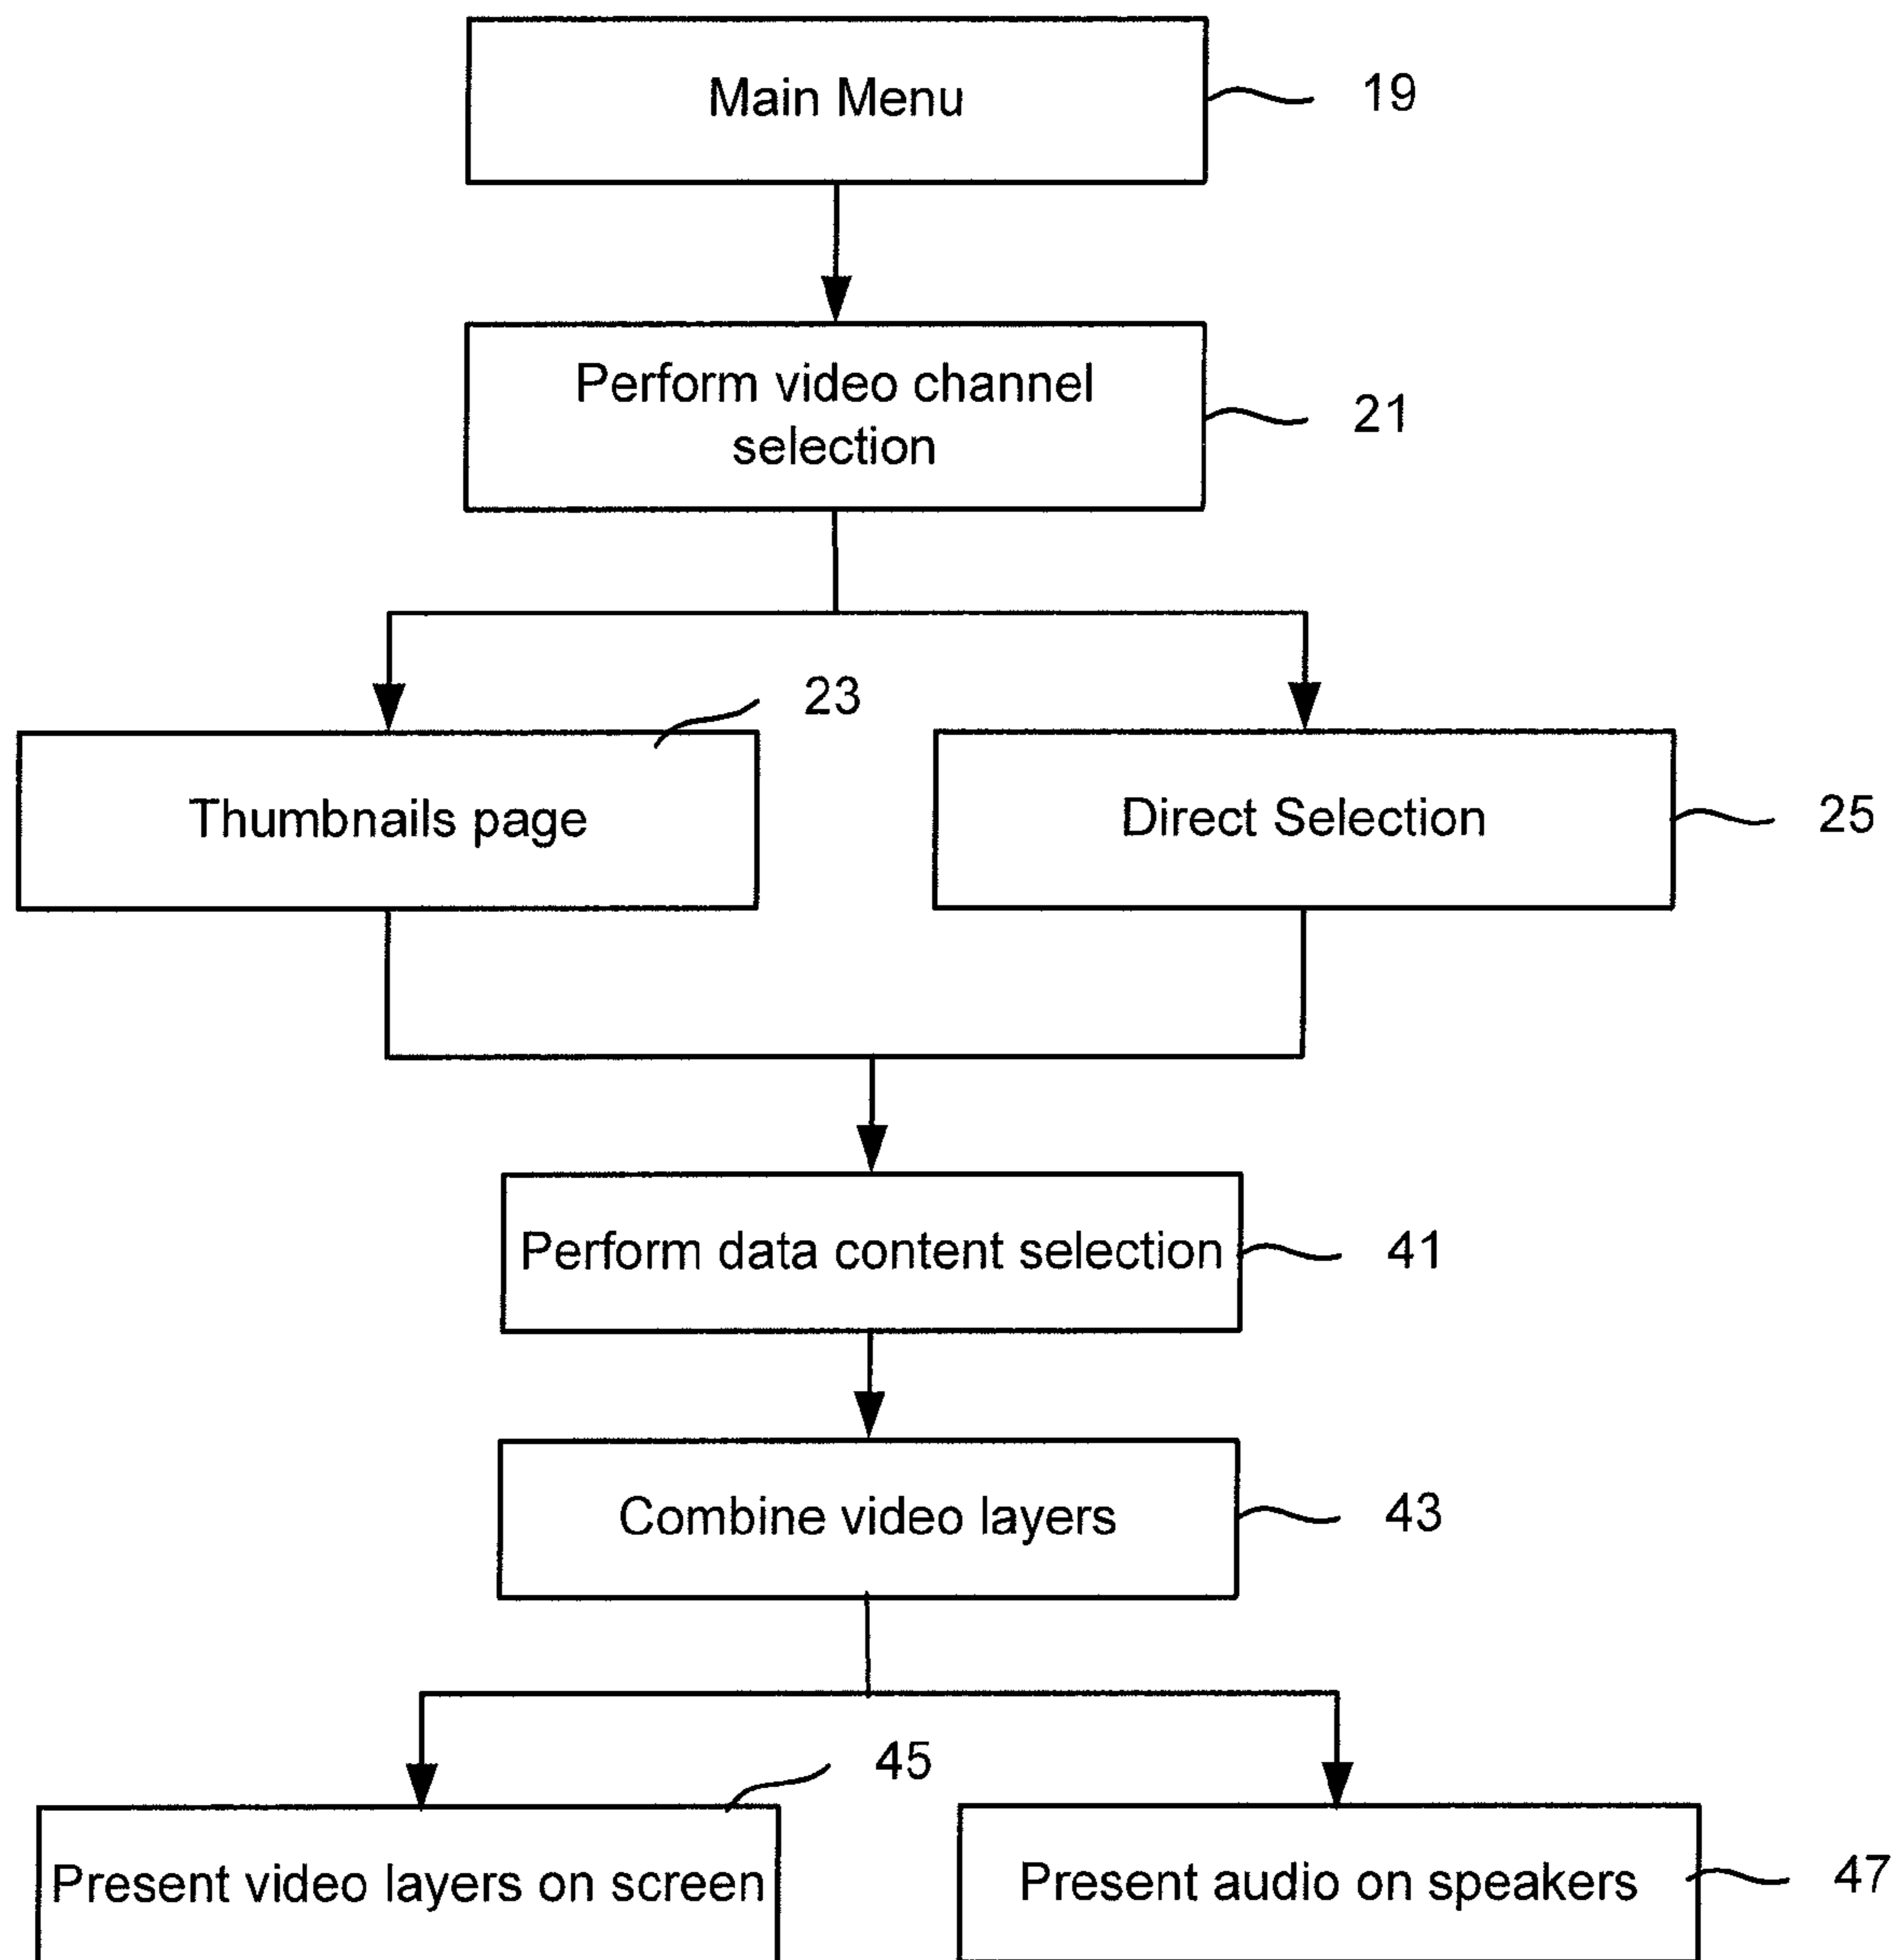 Main Menu
19
Perform video channel
selection
21
23
Thumbnails page
Direct Selection
25
Perform data content selection
41
Combine video layers
43
45
Present video layers on screen
Present audio on speakers
47